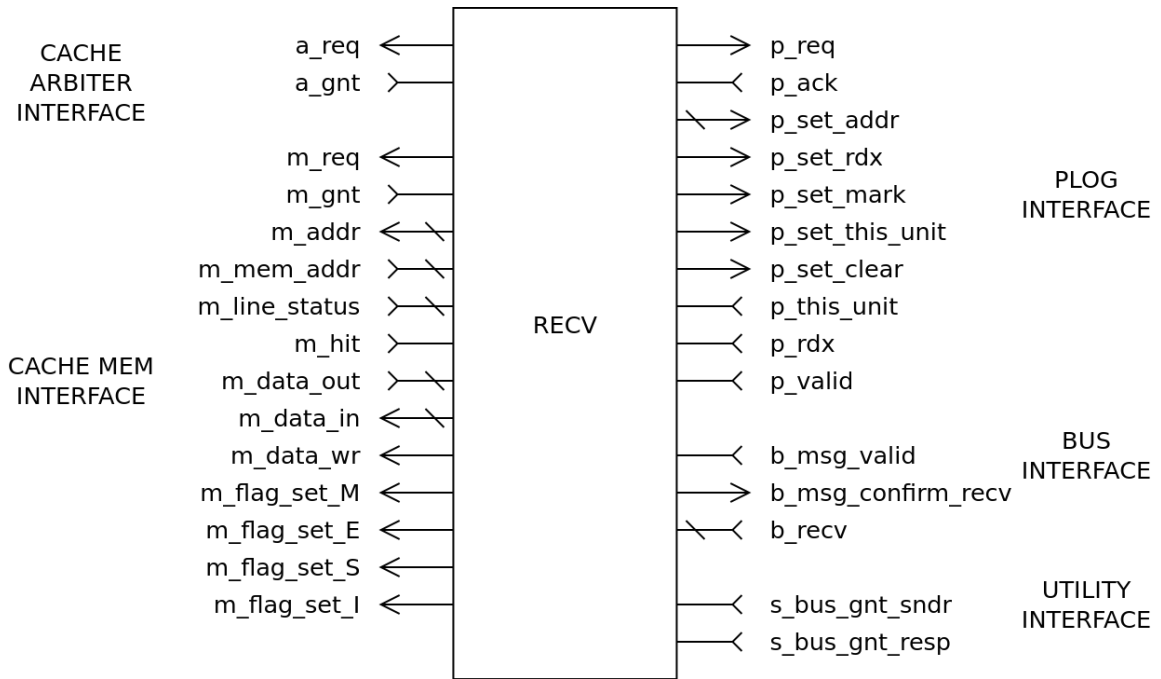 CACHE
ARBITER
INTERFACE
a_req
a_gnt
m_req
m_gnt
m_addr
m_mem_addr
m_line_status
m_hit
m_data_out
m_data_in
m_data_wr
m_flag_set_M
m_flag_set_E
m_flag_set_S
m_flag_set_I
CACHE MEM
INTERFACE
RECV
p_req
p_ack
p_set_addr
p_set_rdx
p_set_mark
p_set_this_unit
p_set_clear
p_this_unit
p_rdx
p_valid
PLOG
INTERFACE
b_msg_valid
b_msg_confirm_recv
b_recv
BUS
INTERFACE
s_bus_gnt_sndr
s_bus_gnt_resp
UTILITY
INTERFACE